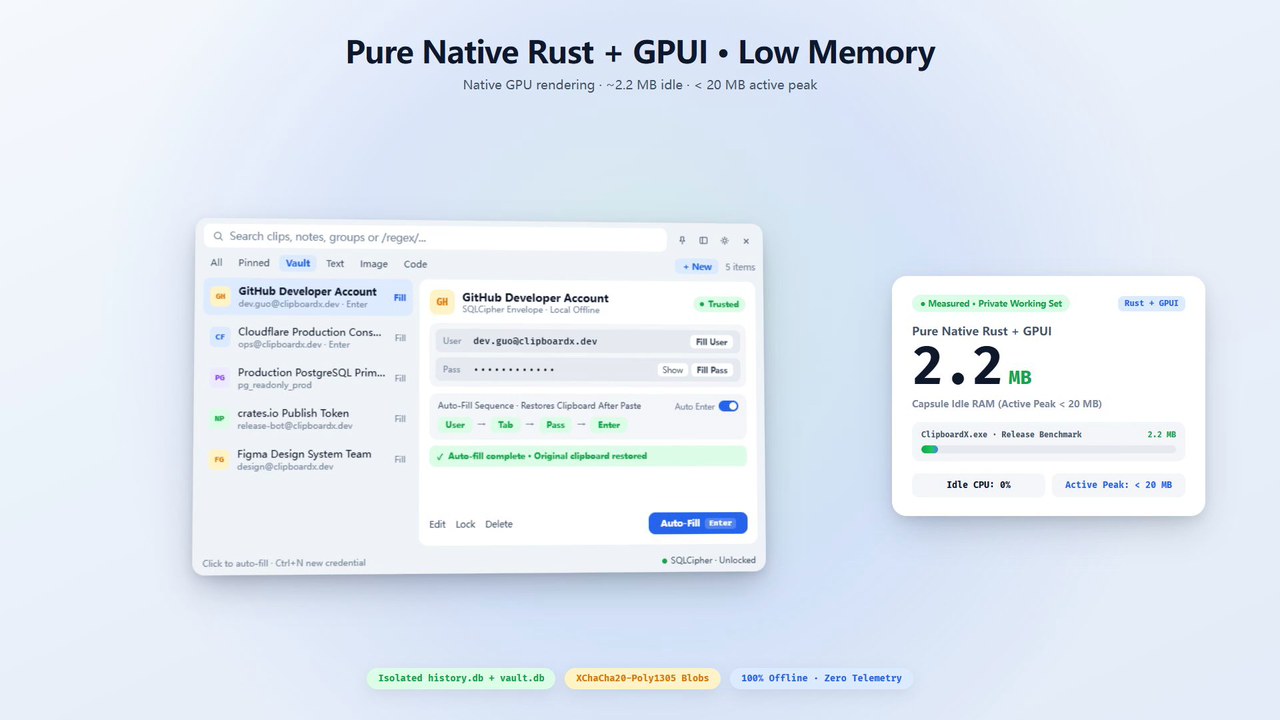 Pure Native Rust + GPUI • Low Memory
Native GPU rendering · ~2.2 MB idle · < 20 MB active peak
Search clips, notes, groups or /regex/...
All Pinned Vault Text Image Code
+ New 5 items
GH GitHub Developer Account
dev.guo@clipboardx.dev · Enter
Fill
CF Cloudflare Production Cons...
ops@clipboardx.dev · Enter
Fill
PG Production PostgreSQL Prim...
pg_readonly_prod
Fill
NP crates.io Publish Token
release-bot@clipboardx.dev
Fill
FG Figma Design System Team
design@clipboardx.dev
Fill
Click to auto-fill · Ctrl+N new credential
GH GitHub Developer Account
SQLCipher Envelope · Local Offline
• Trusted
User dev.guo@clipboardx.dev Fill User
Pass •••••••••••• Show Fill Pass
Auto-Fill Sequence · Restores Clipboard After Paste Auto Enter
User → Tab → Pass → Enter
✓ Auto-fill complete • Original clipboard restored
Edit Lock Delete Auto-Fill Enter
● SQLCipher · Unlocked
• Measured • Private Working Set Rust + GPUI
Pure Native Rust + GPUI
2.2 MB
Capsule Idle RAM (Active Peak < 20 MB)
ClipboardX.exe · Release Benchmark 2.2 MB
Idle CPU: 0% Active Peak: < 20 MB
Isolated history.db + vault.db XChaCha20-Poly1305 Blobs 100% Offline · Zero Telemetry